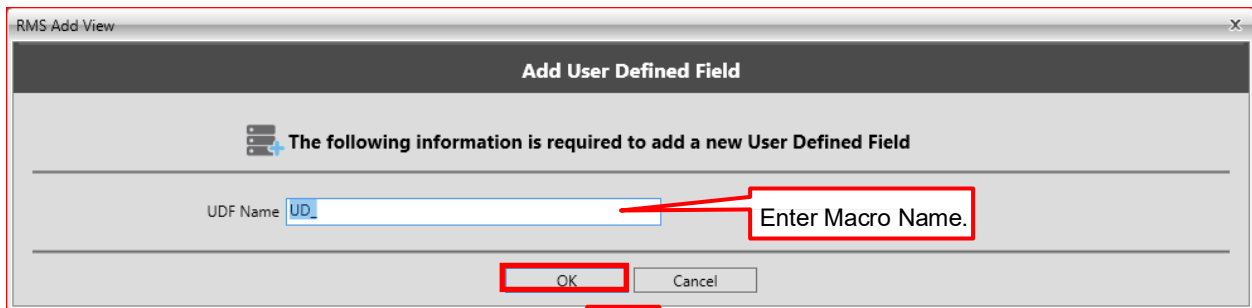 RMS Add View
x
Add User Defined Field
The following information is required to add a new User Defined Field
UDF Name UD_
Enter Macro Name.
OK Cancel